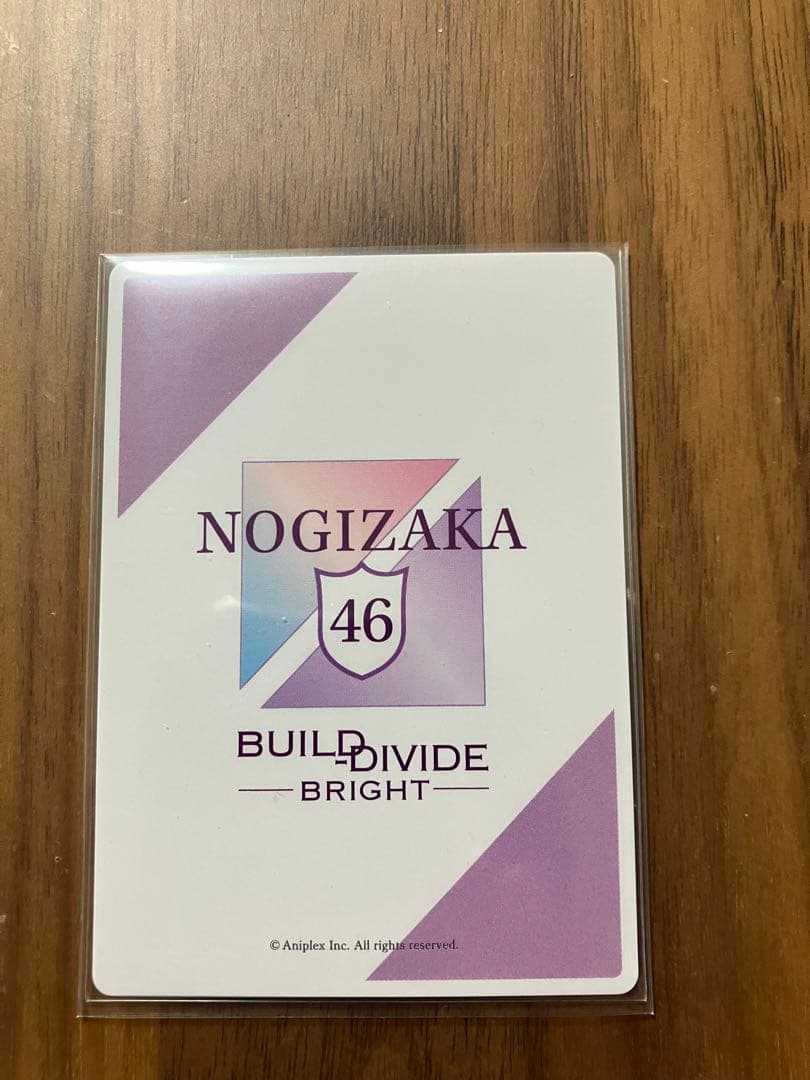 NOGIZAKA
46
BUILD-DIVIDE
BRIGHT
© Aniplex Inc. All rights reserved.